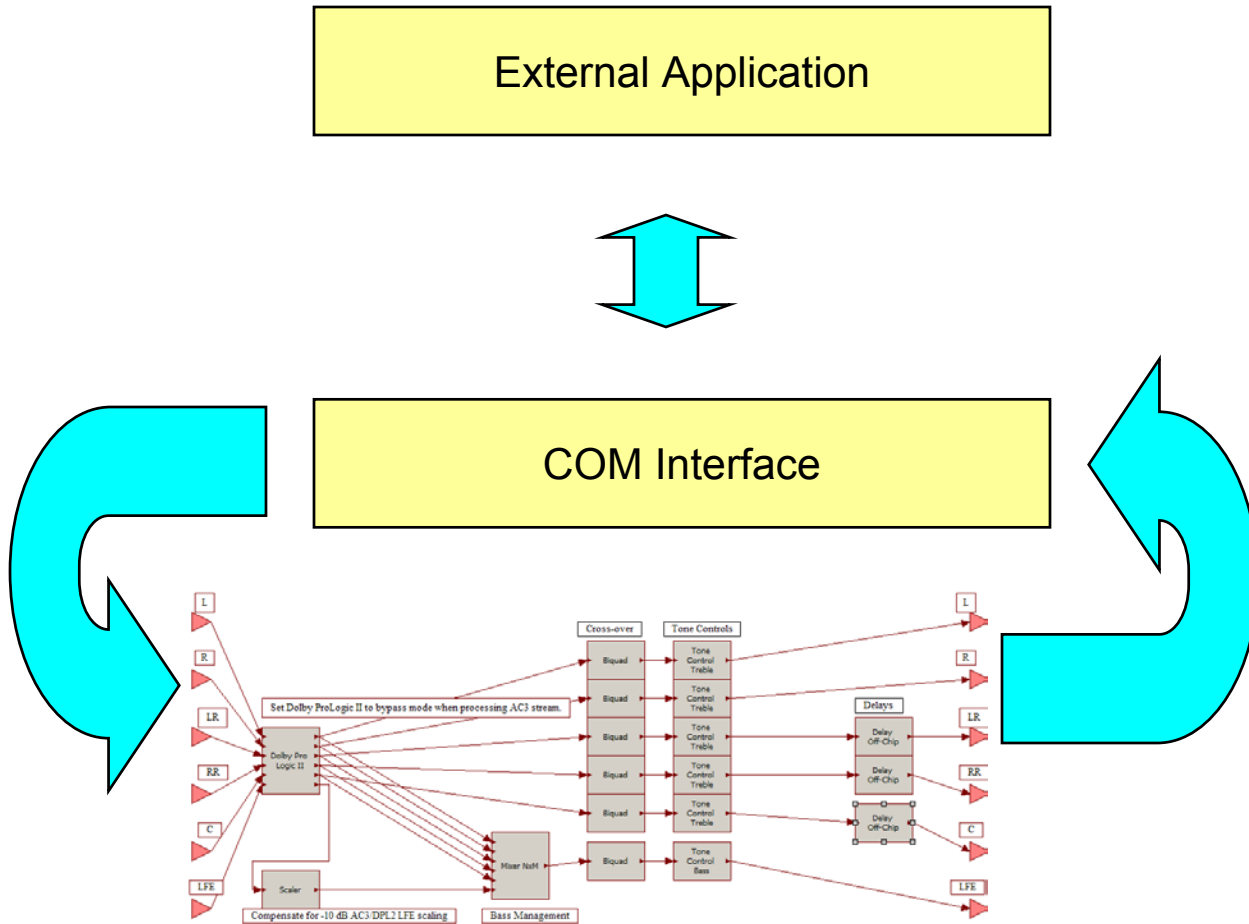 External Application
COM Interface
L
R
LR
RR
C
LFE
Set Dolby ProLogic II to bypass mode when processing AC3 stream.
Dolby Pro
Logic II
Scaler
Compensate for -10 dB AC3/DPL2 LFE scaling
Mixer NxM
Bass Management
Cross-over
Biquad
Biquad
Biquad
Biquad
Biquad
Biquad
Tone Controls
Tone
Control
Treble
Tone
Control
Treble
Tone
Control
Treble
Tone
Control
Treble
Tone
Control
Treble
Tone
Control
Bass
Delays
Delay
Off-Chip
Delay
Off-Chip
Delay
Off-Chip
L
R
LR
RR
C
LFE